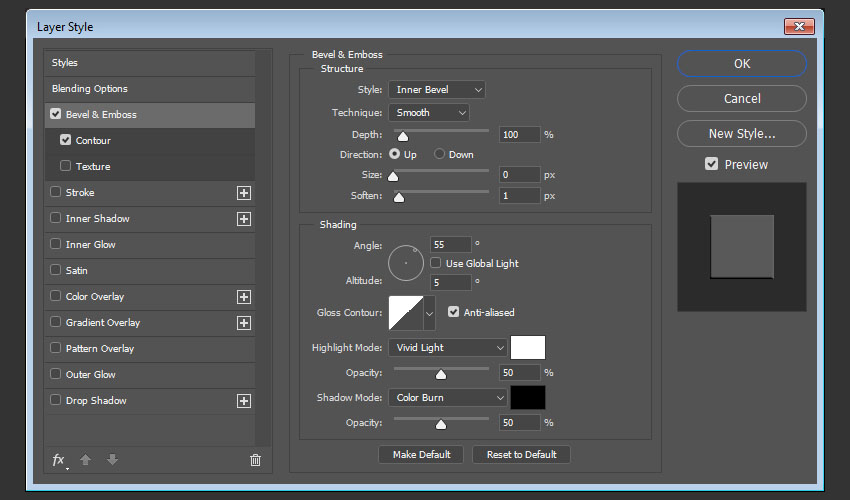 Layer Style
Styles
Blending Options
Bevel & Emboss
Contour
Texture
Stroke
Inner Shadow
Inner Glow
Satin
Color Overlay
Gradient Overlay
Pattern Overlay
Outer Glow
Drop Shadow
fx
Bevel & Emboss
Structure
Style: Inner Bevel
Technique: Smooth
Depth: 100 %
Direction: Up Down
Size: 0 px
Soften: 1 px
Shading
Angle: 55 °
Use Global Light
Altitude: 5 °
Gloss Contour: Anti-aliased
Highlight Mode: Vivid Light
Opacity: 50 %
Shadow Mode: Color Burn
Opacity: 50 %
Make Default Reset to Default
OK
Cancel
New Style...
Preview